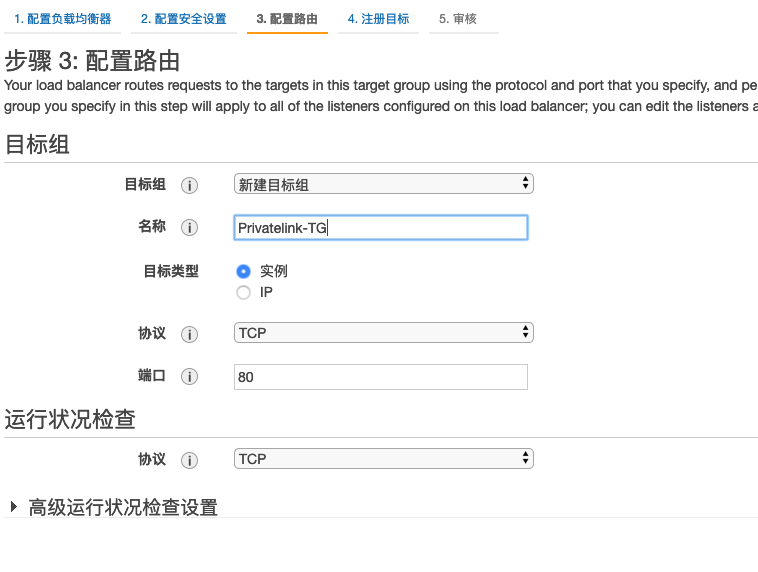 1. 配置负载均衡器 2. 配置安全设置 3. 配置路由 4. 注册目标 5. 审核
步骤 3: 配置路由
Your load balancer routes requests to the targets in this target group using the protocol and port that you specify, and pe
group you specify in this step will apply to all of the listeners configured on this load balancer; you can edit the listeners a
目标组
目标组 i 新建目标组
名称 i Privatelink-TG
目标类型 实例
IP
协议 i TCP
端口 i 80
运行状况检查
协议 i TCP
高级运行状况检查设置